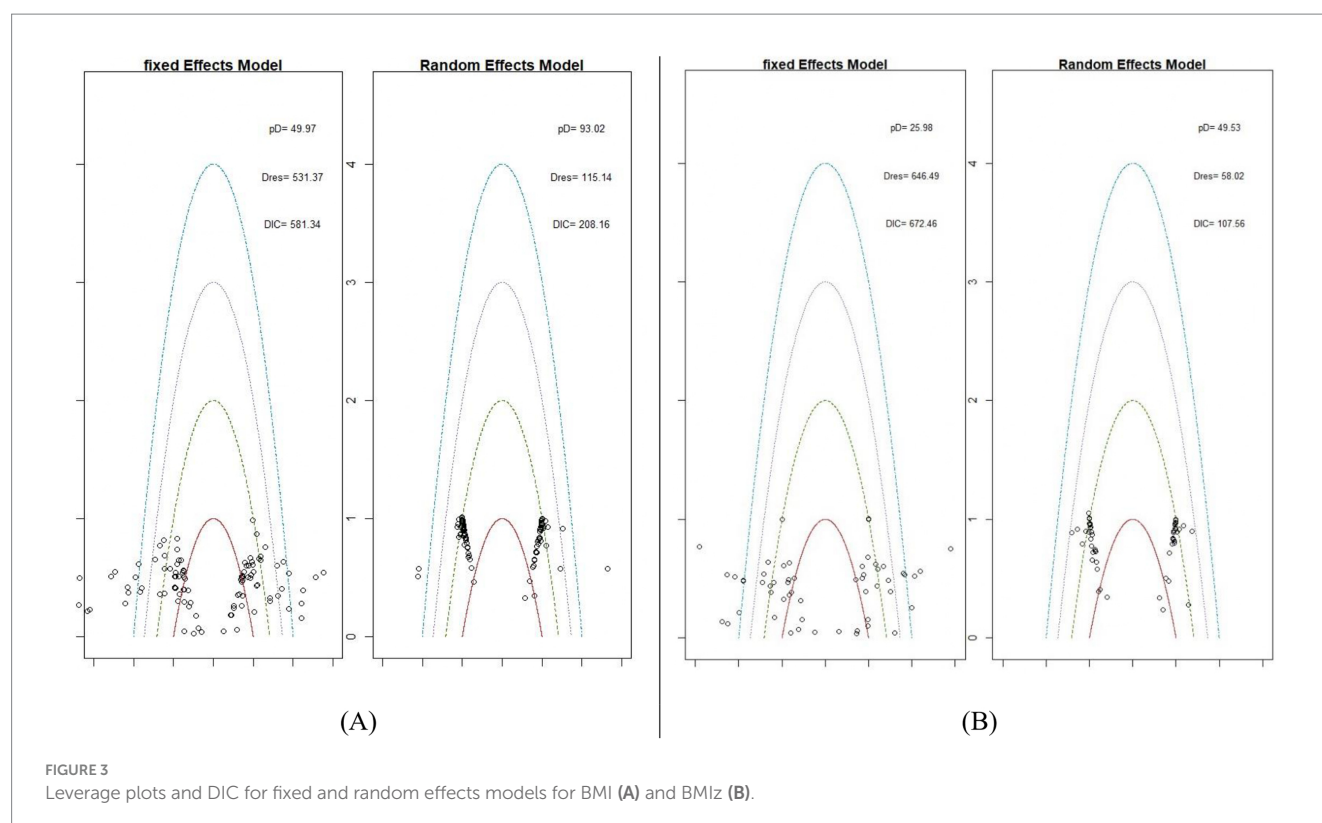 fixed Effects Model
pD= 49.97
Dres= 531.37
DIC= 581.34
Random Effects Model
4
3
2
1
0
pD= 93.02
Dres= 115.14
DIC= 208.16
(A)
fixed Effects Model
pD= 25.98
Dres= 646.49
DIC= 672.46
Random Effects Model
4
3
2
1
0
pD= 49.53
Dres= 58.02
DIC= 107.56
(B)
FIGURE 3
Leverage plots and DIC for fixed and random effects models for BMI (A) and BMIz (B).